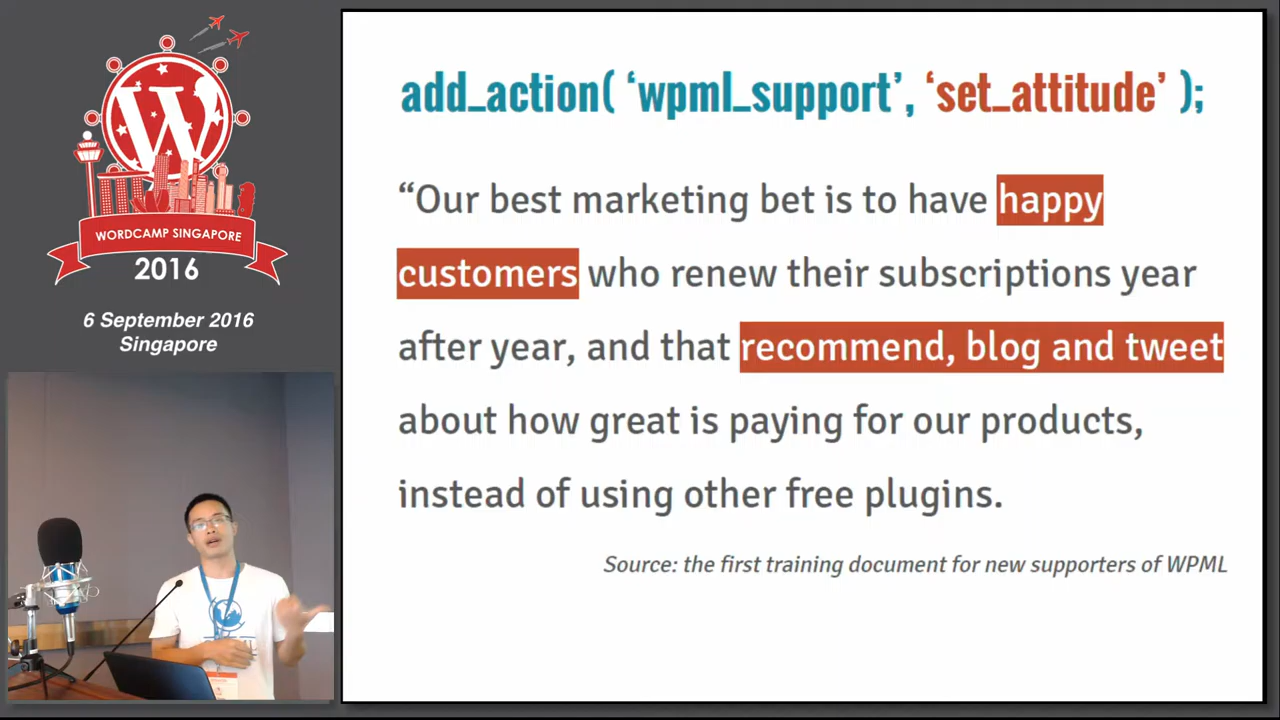 WORDCAMP SINGAPORE
2016
6 September 2016
Singapore
add_action( ‘wpml_support’, ‘set_attitude’ );
“Our best marketing bet is to have happy
customers who renew their subscriptions year
after year, and that recommend, blog and tweet
about how great is paying for our products,
instead of using other free plugins.
Source: the first training document for new supporters of WPML